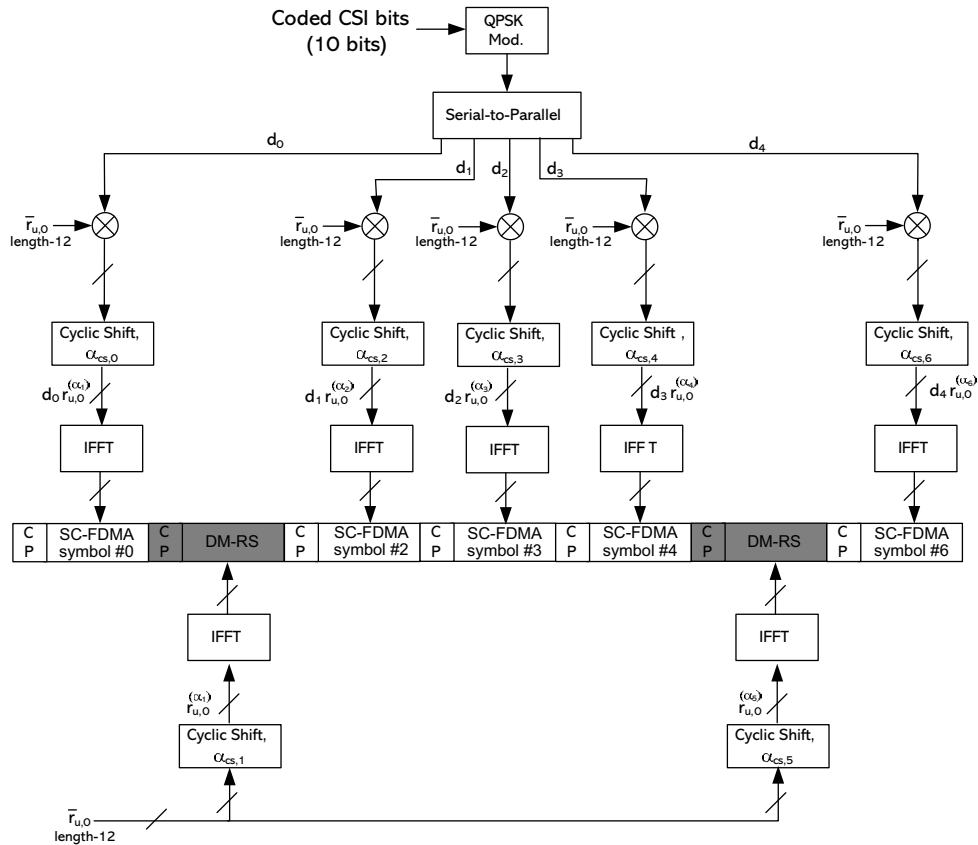 Coded CSI bits
(10 bits)
QPSK
Mod.
Serial-to-Parallel
d₀
d₁
d₂
d₃
d₄
r̅u,0
length-12
r̅u,0
length-12
r̅u,0
length-12
r̅u,0
length-12
r̅u,0
length-12
Cyclic Shift,
αcs,0
Cyclic Shift,
αcs,2
Cyclic Shift,
αcs,3
Cyclic Shift ,
αcs,4
Cyclic Shift,
αcs,6
d₀ ru,0(α₁)
d₁ ru,0(α₂)
d₂ ru,0(α₃)
d₃ ru,0(α₄)
d₄ ru,0(α₆)
IFFT
IFFT
IFFT
IFF T
IFFT
C
P
SC-FDMA
symbol #0
C
P
DM-RS
C
P
SC-FDMA
symbol #2
C
P
SC-FDMA
symbol #3
C
P
SC-FDMA
symbol #4
C
P
DM-RS
C
P
SC-FDMA
symbol #6
IFFT
IFFT
ru,0(α₁)
ru,0(α₅)
Cyclic Shift,
αcs,1
Cyclic Shift,
αcs,5
r̅u,0
length-12